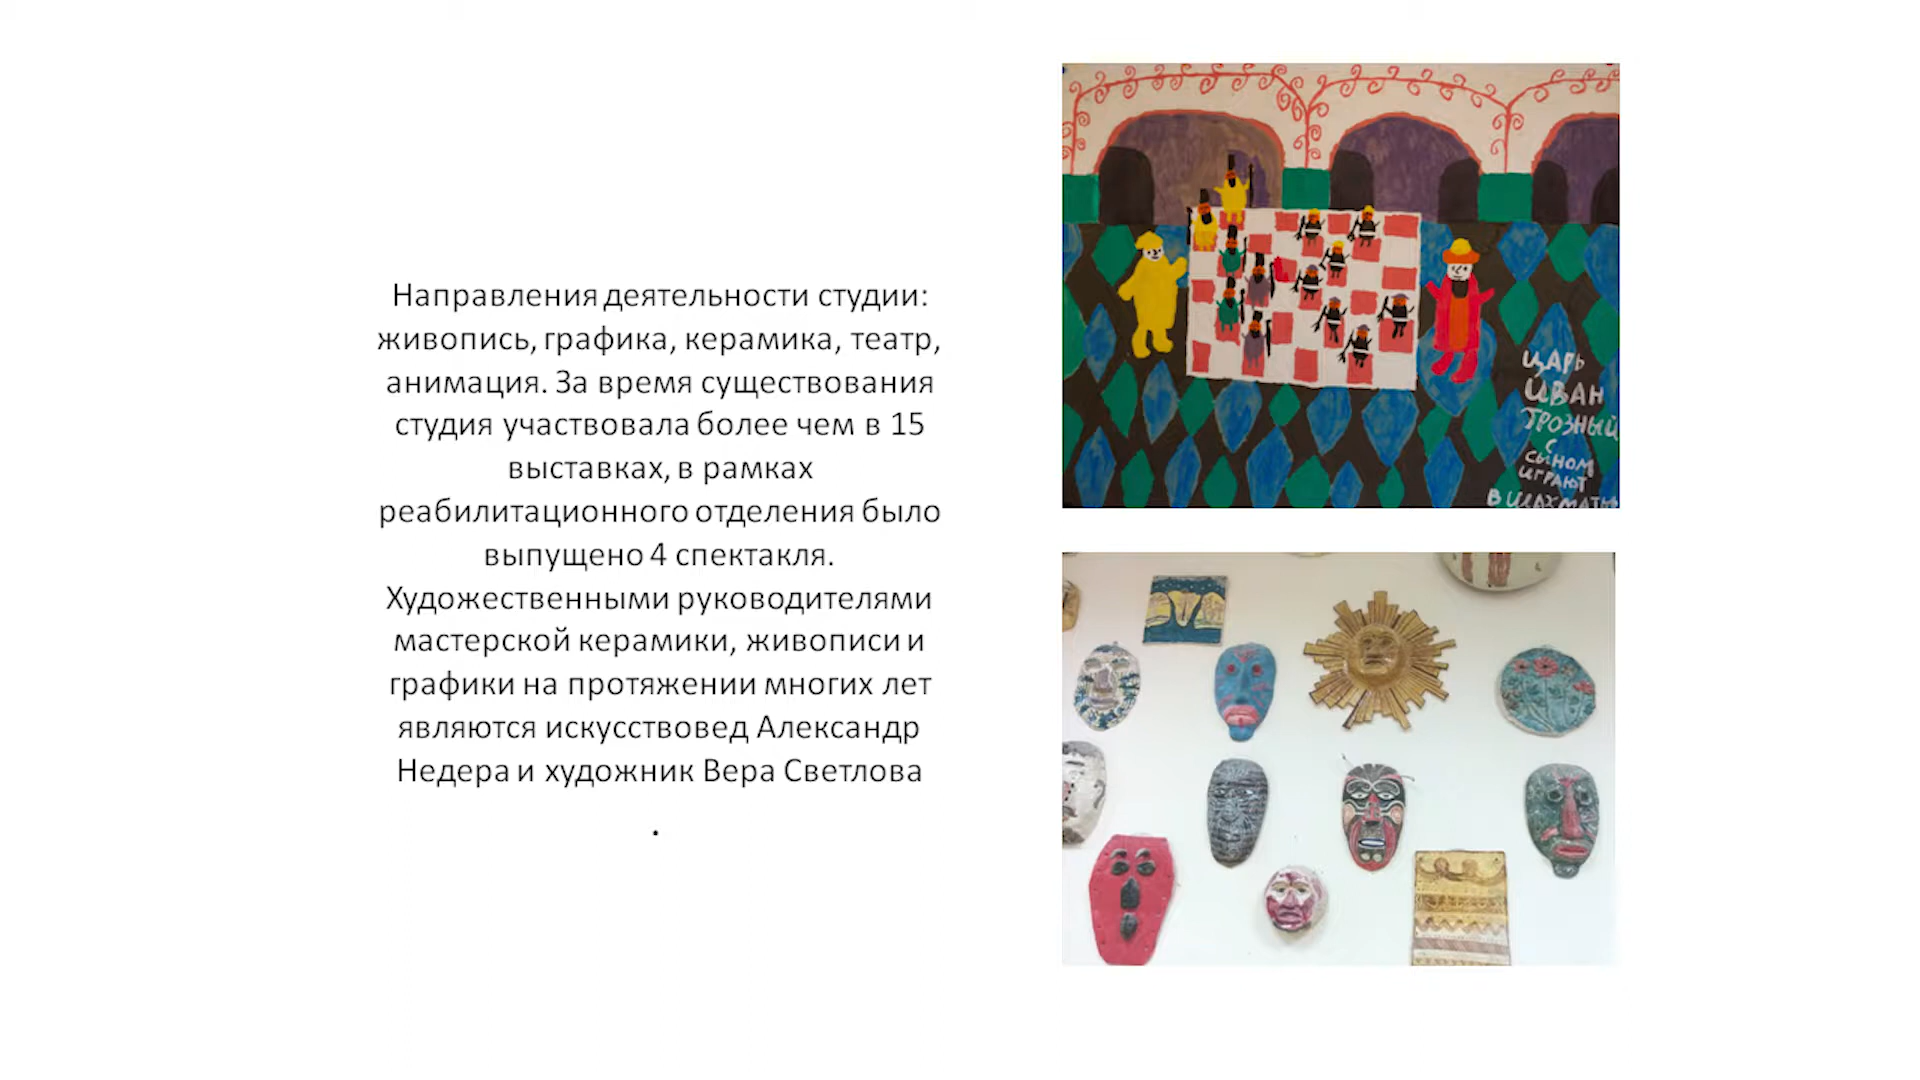 Направления деятельности студии:
живопись, графика, керамика, театр,
анимация. За время существования
студия участвовала более чем в 15
выставках, в рамках
реабилитационного отделения было
выпущено 4 спектакля.
Художественными руководителями
мастерской керамики, живописи и
графики на протяжении многих лет
являются искусствовед Александр
Недера и художник Вера Светлова
.
ЦАРЬ
ИВАН
ГРОЗНЫЙ
С
СЫНОМ
ИГРАЮТ
В ШАХМАТЫ